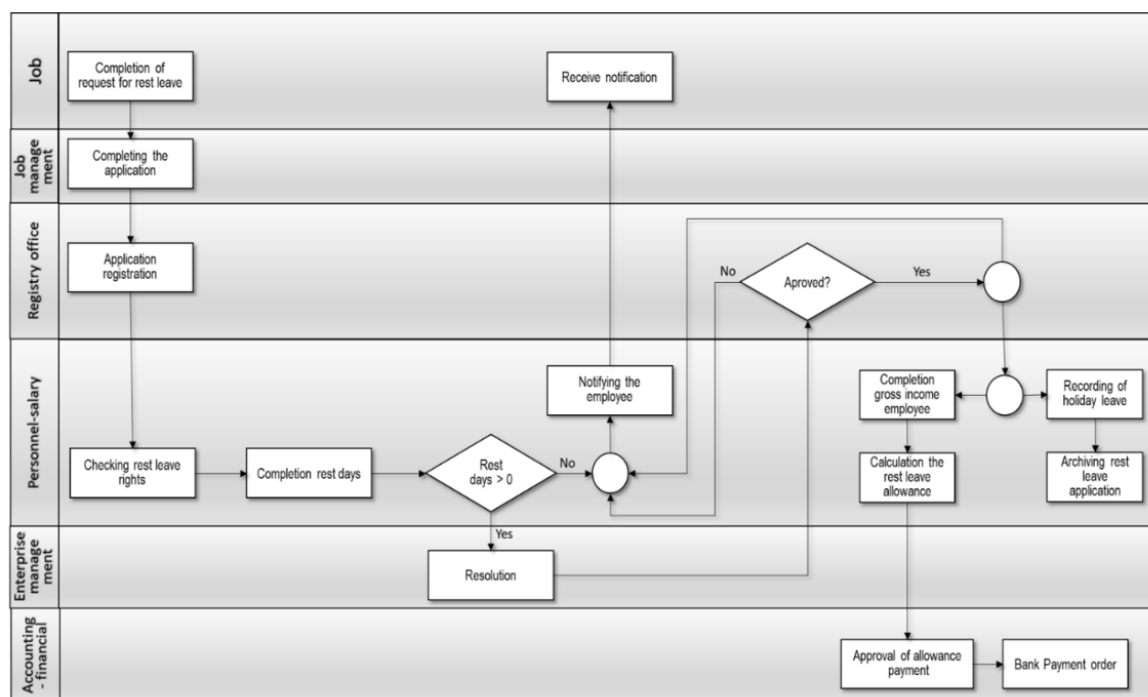 Job
Completion of
request for rest leave
Receive notification
Job
manage
ment
Completing the
application
Registry office
Application
registration
No
Aproved?
Yes
Personnel-salary
Notifying the
employee
Completion
gross income
employee
Recording of
holiday leave
Checking rest leave
rights
Completion rest days
Rest
days > 0
No
Calculation the
rest leave
allowance
Archiving rest
leave application
Yes
Enterprise
manage
ment
Resolution
Accounting
- financial
Approval of allowance
payment
Bank Payment order